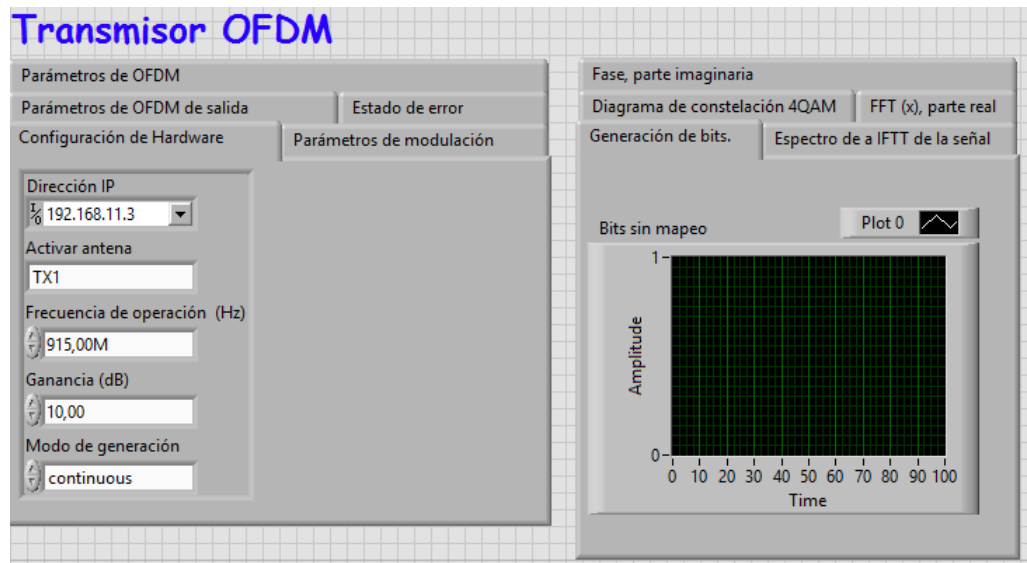 Transmisor OFDM
Parámetros de OFDM
Parámetros de OFDM de salida
Estado de error
Configuración de Hardware
Parámetros de modulación
Dirección IP
192.168.11.3
Activar antena
TX1
Frecuencia de operación (Hz)
915,00M
Ganancia (dB)
10,00
Modo de generación
continuous
Fase, parte imaginaria
Diagrama de constelación 4QAM
FFT (x), parte real
Generación de bits.
Espectro de a IFTT de la señal
Bits sin mapeo
Plot 0
1
Amplitude
0
0 10 20 30 40 50 60 70 80 90 100
Time